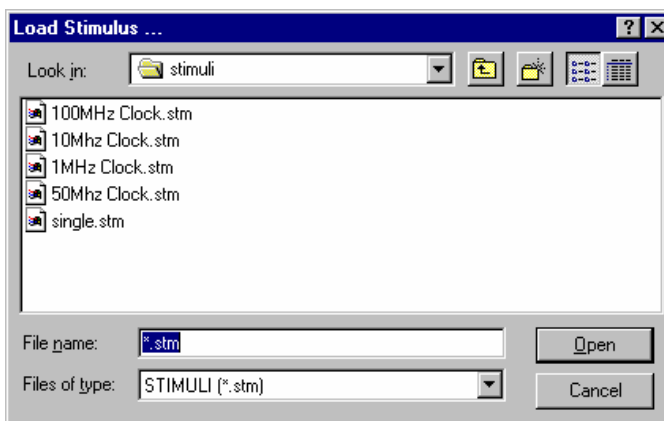 Load Stimulus ...
Look in: stimuli
100MHz Clock.stm
10Mhz Clock.stm
1MHz Clock.stm
50Mhz Clock.stm
single.stm
File name: *.stm Open
Files of type: STIMULI (*.stm) Cancel